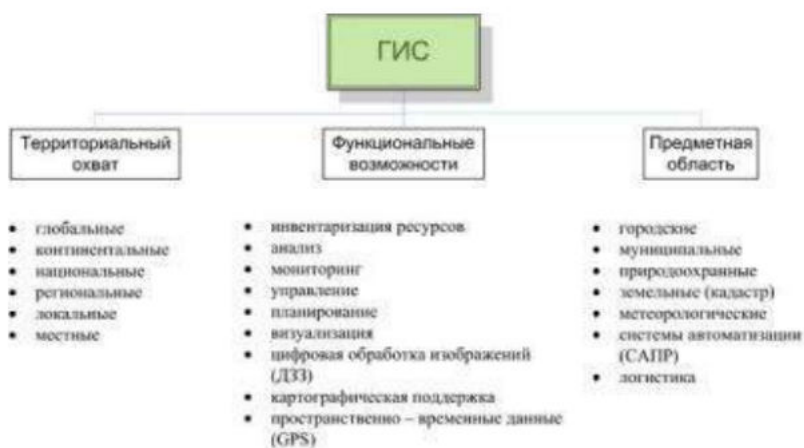 ГИС
Территориальный
охват
Функциональные
возможности
Предметная
область
• глобальные
• континентальные
• национальные
• региональные
• локальные
• местные
• инвентаризация ресурсов
• анализ
• мониторинг
• управление
• планирование
• визуализация
• цифровая обработка изображений
(ДЗЗ)
• картографическая поддержка
• пространственно – временные данные
(GPS)
• городские
• муниципальные
• природоохранные
• земельные (кадастр)
• метеорологические
• системы автоматизации
(САПР)
• логистика